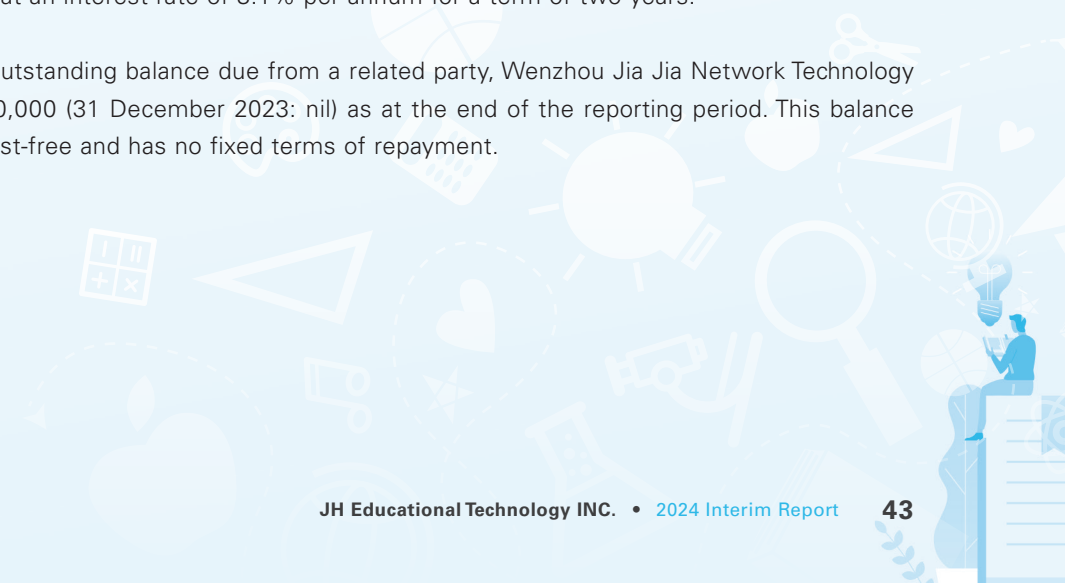 at an interest rate of 3.1% per annum for a term of two years.
utstanding balance due from a related party, Wenzhou Jia Jia Network Technology
0,000 (31 December 2023: nil) as at the end of the reporting period. This balance
st-free and has no fixed terms of repayment.
JH Educational Technology INC. • 2024 Interim Report 43